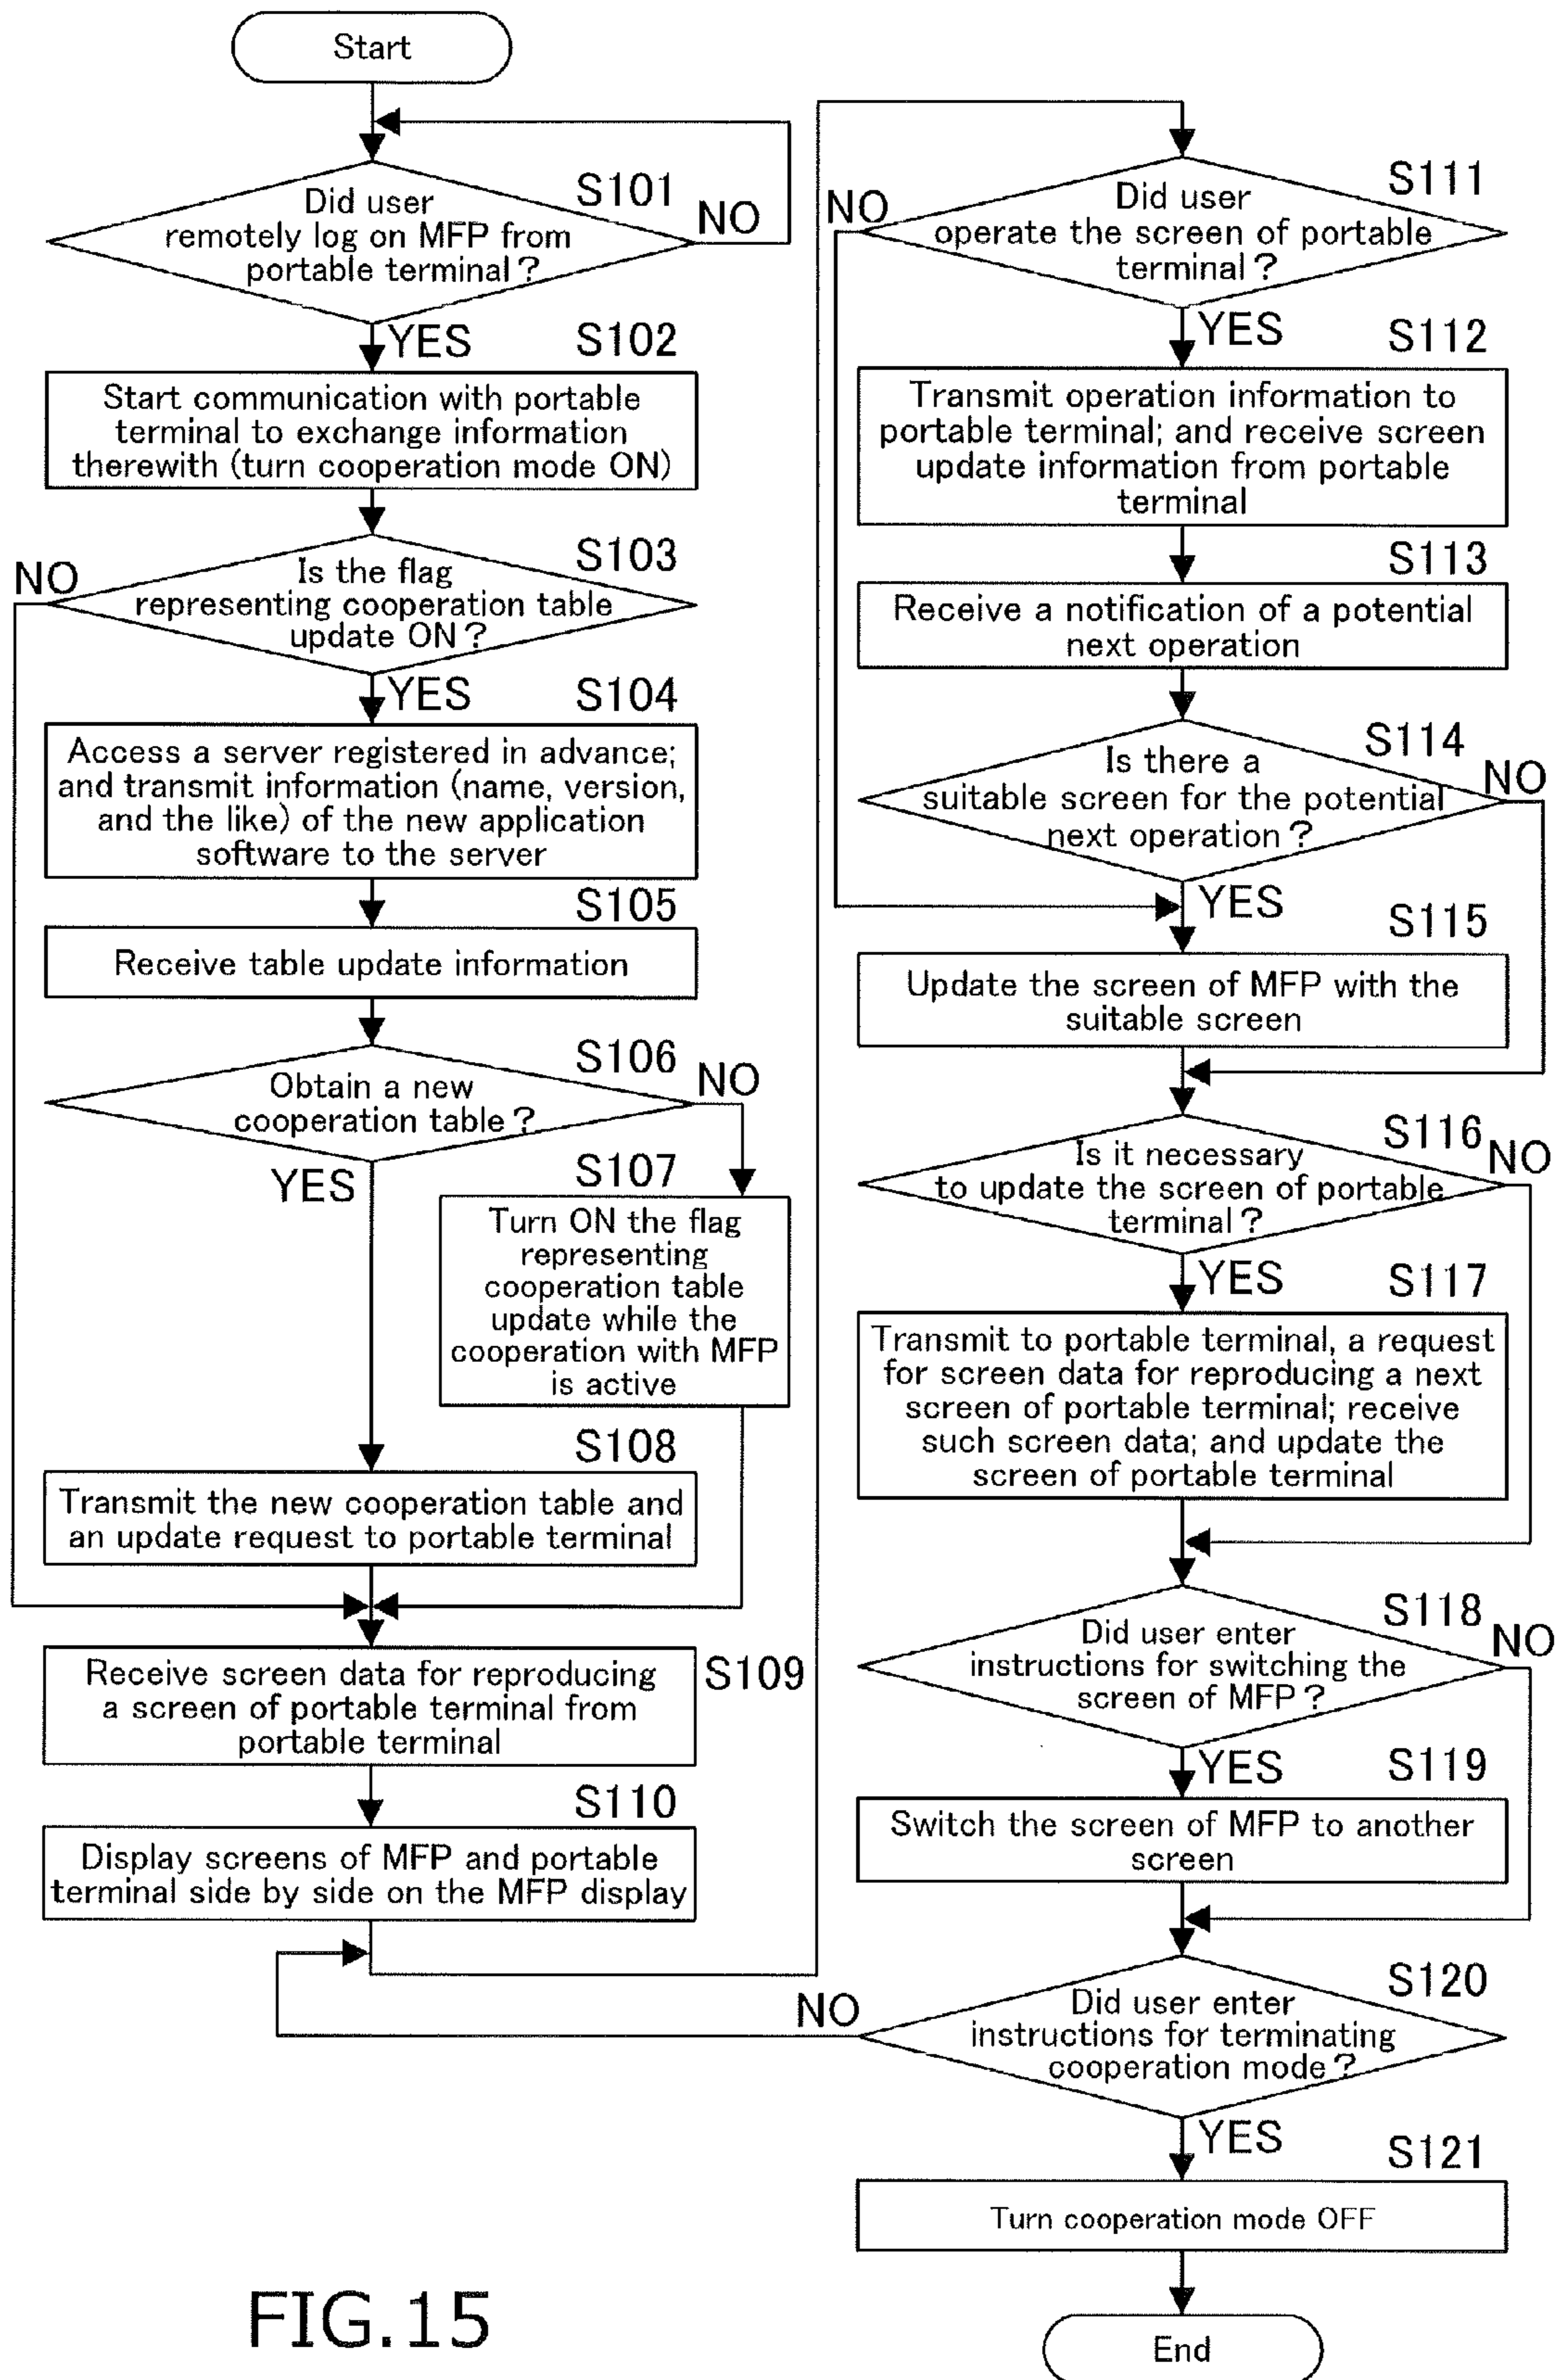 Start
S101
Did user
remotely log on MFP from
portable terminal?
NO
YES
S102
Start communication with portable
terminal to exchange information
therewith (turn cooperation mode ON)
S103
NO
Is the flag
representing cooperation table
update ON?
YES
S104
Access a server registered in advance;
and transmit information (name, version,
and the like) of the new application
software to the server
S105
Receive table update information
S106
NO
Obtain a new
cooperation table?
YES
S107
Turn ON the flag
representing
cooperation table
update while the
cooperation with MFP
is active
S108
Transmit the new cooperation table and
an update request to portable terminal
S109
Receive screen data for reproducing
a screen of portable terminal from
portable terminal
S110
Display screens of MFP and portable
terminal side by side on the MFP display
S111
NO
Did user
operate the screen of portable
terminal?
YES
S112
Transmit operation information to
portable terminal; and receive screen
update information from portable
terminal
S113
Receive a notification of a potential
next operation
S114
NO
Is there a
suitable screen for the potential
next operation?
YES
S115
Update the screen of MFP with the
suitable screen
S116
NO
Is it necessary
to update the screen of portable
terminal?
YES
S117
Transmit to portable terminal, a request
for screen data for reproducing a next
screen of portable terminal; receive
such screen data; and update the
screen of portable terminal
S118
NO
Did user enter
instructions for switching the
screen of MFP?
YES
S119
Switch the screen of MFP to another
screen
S120
NO
Did user enter
instructions for terminating
cooperation mode?
YES
S121
Turn cooperation mode OFF
End
FIG.15